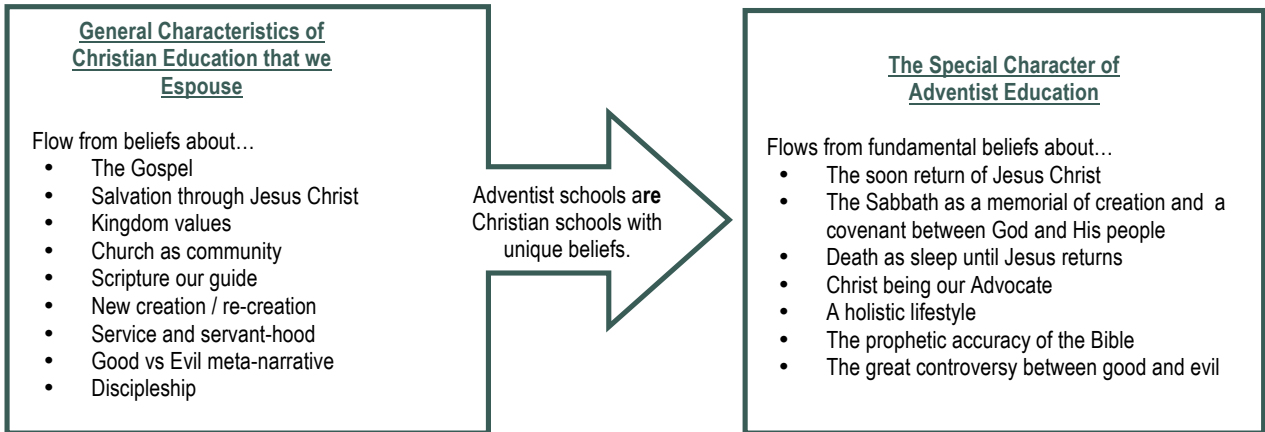 General Characteristics of
Christian Education that we
Espouse
Flow from beliefs about…
• The Gospel
• Salvation through Jesus Christ
• Kingdom values
• Church as community
• Scripture our guide
• New creation / re-creation
• Service and servant-hood
• Good vs Evil meta-narrative
• Discipleship
Adventist schools are
Christian schools with
unique beliefs.
The Special Character of
Adventist Education
Flows from fundamental beliefs about…
• The soon return of Jesus Christ
• The Sabbath as a memorial of creation and a
covenant between God and His people
• Death as sleep until Jesus returns
• Christ being our Advocate
• A holistic lifestyle
• The prophetic accuracy of the Bible
• The great controversy between good and evil